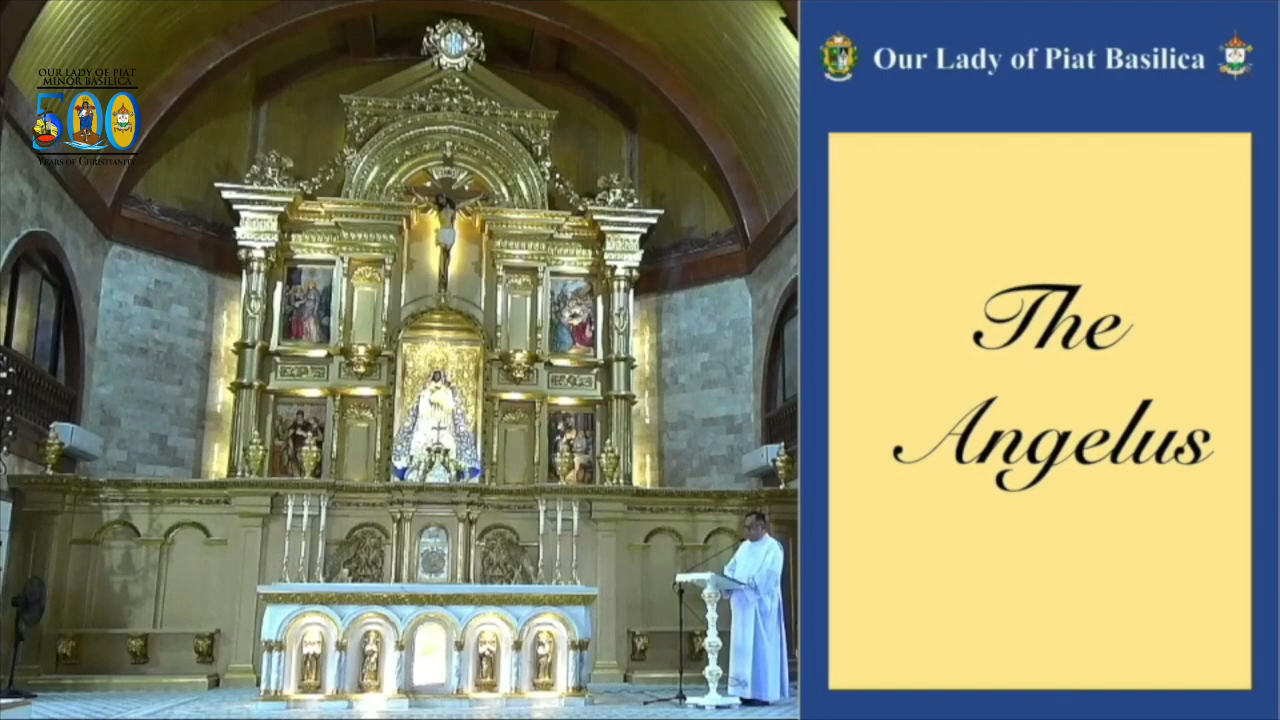 OUR LADY OF PIAT
MINOR BASILICA
500
YEARS OF CHRISTIANITY
Our Lady of Piat Basilica
The
Angelus